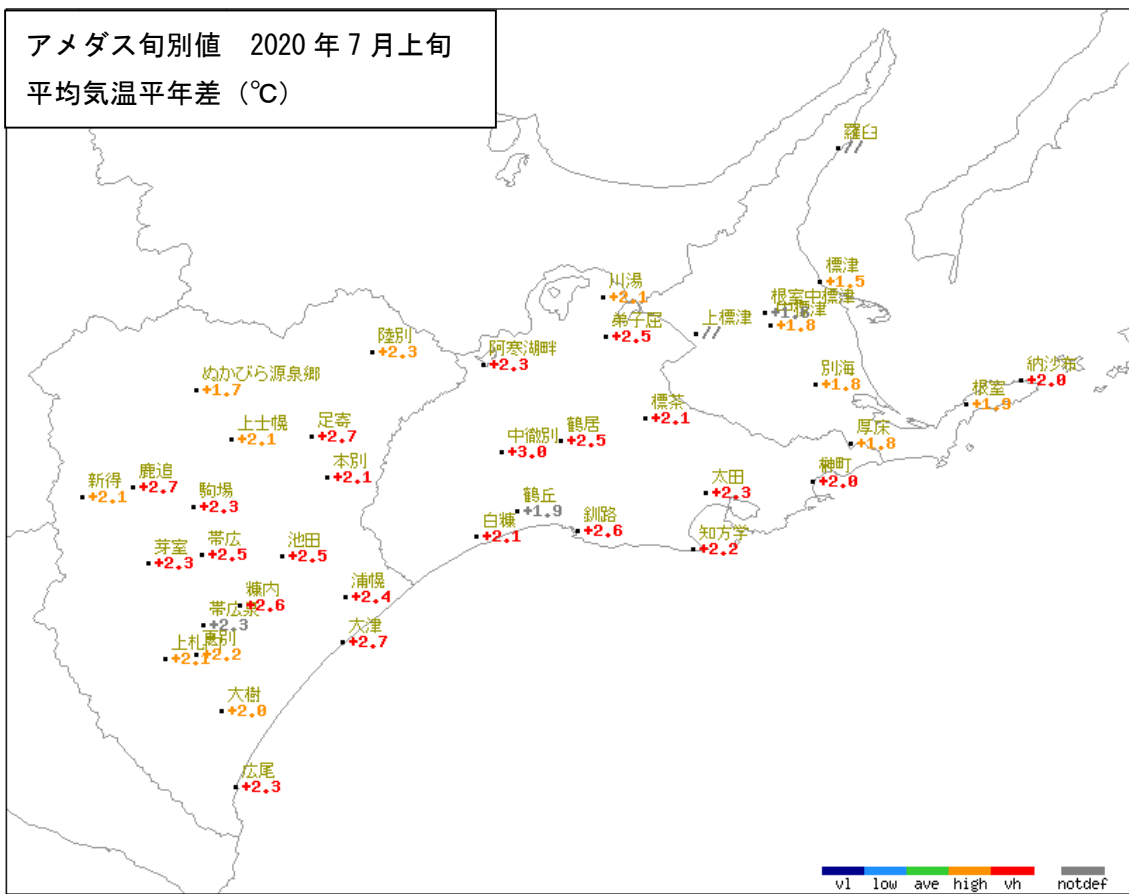 アメダス旬別値　2020年7月上旬
平均気温平年差（℃）
羅臼
//
標津
+1.5
川湯
+2.1
根室中標津
中標津
+1.8
弟子屈
+2.5
上標津
//
陸別
+2.3
阿寒湖畔
+2.3
ぬかびら源泉郷
+1.7
別海
+1.8
納沙布
+2.0
根室
+1.9
標茶
+2.1
上士幌
+2.1
足寄
+2.7
中徹別
+3.0
鶴居
+2.5
厚床
+1.8
本別
+2.1
榊町
+2.0
新得
+2.1
鹿追
+2.7
駒場
+2.3
太田
+2.3
鶴丘
+1.9
白糠
+2.1
釧路
+2.6
知方学
+2.2
芽室
+2.3
帯広
+2.5
池田
+2.5
糠内
+2.6
浦幌
+2.4
帯広泉
+2.3
上札内
+2.1
更別
+2.2
大津
+2.7
大樹
+2.0
広尾
+2.3
vl low ave high vh notdef